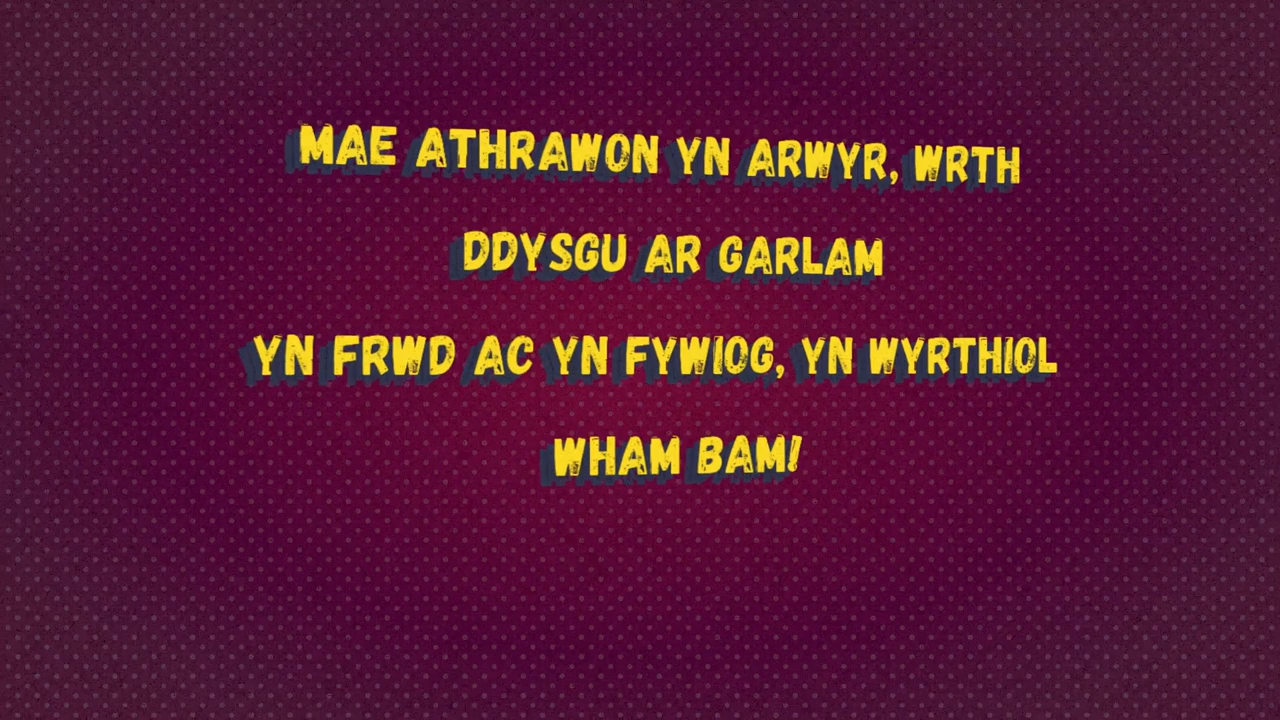 MAE ATHRAWON YN ARWYR, WRTH
DDYSGU AR GARLAM
YN FRWD AC YN FYWIOG, YN WYRTHIOL
WHAM BAM!